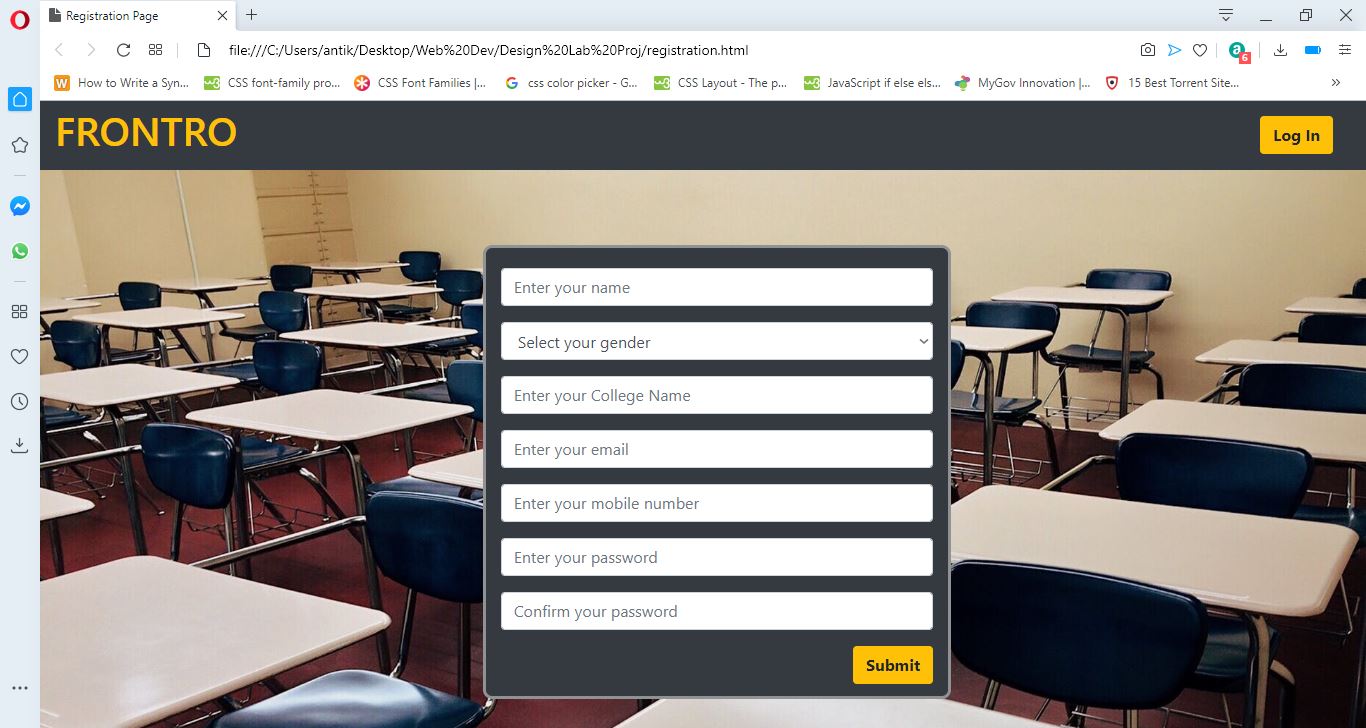 Registration Page
file:///C:/Users/antik/Desktop/Web%20Dev/Design%20Lab%20Proj/registration.html
6
How to Write a Syn... CSS font-family pro... CSS Font Families |... css color picker - G... CSS Layout - The p... JavaScript if else els... MyGov Innovation |... 15 Best Torrent Site...
FRONTRO
Log In
Enter your name
Select your gender
Enter your College Name
Enter your email
Enter your mobile number
Enter your password
Confirm your password
Submit